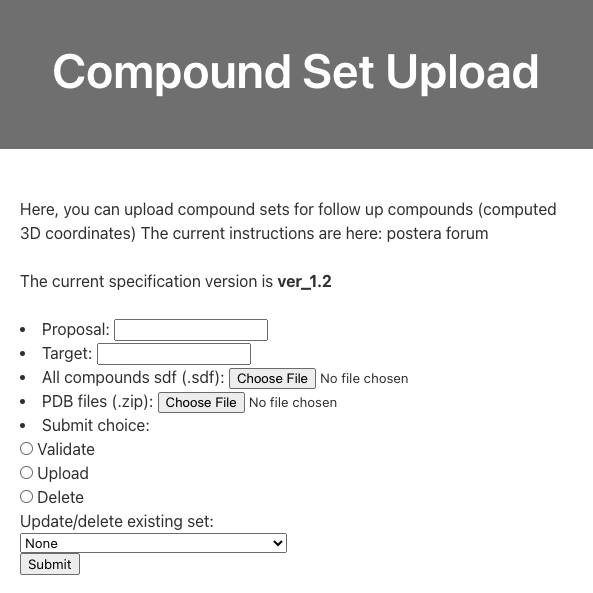 Compound Set Upload
Here, you can upload compound sets for follow up compounds (computed
3D coordinates) The current instructions are here: postera forum
The current specification version is ver_1.2
• Proposal:
• Target:
• All compounds sdf (.sdf): Choose File No file chosen
• PDB files (.zip): Choose File No file chosen
• Submit choice:
Validate
Upload
Delete
Update/delete existing set:
None
Submit